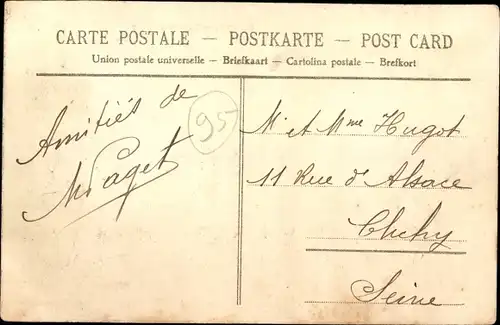 CARTE POSTALE — POSTKARTE — POST CARD
Union postale universelle — Briefkaart — Cartolina postale — Brefkort
Amitiés de
M Paget
95
M et Mme Hugot
11 Rue d'Alsace
Clichy
Seine